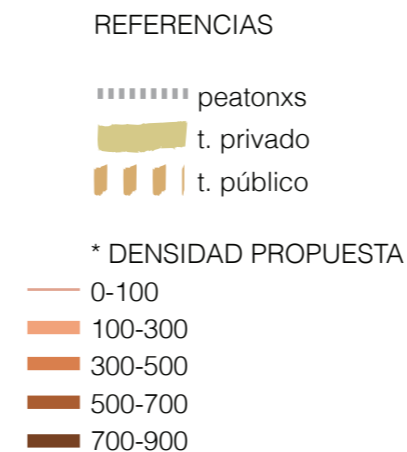 REFERENCIAS
peatonxs
t. privado
t. público
* DENSIDAD PROPUESTA
0-100
100-300
300-500
500-700
700-900